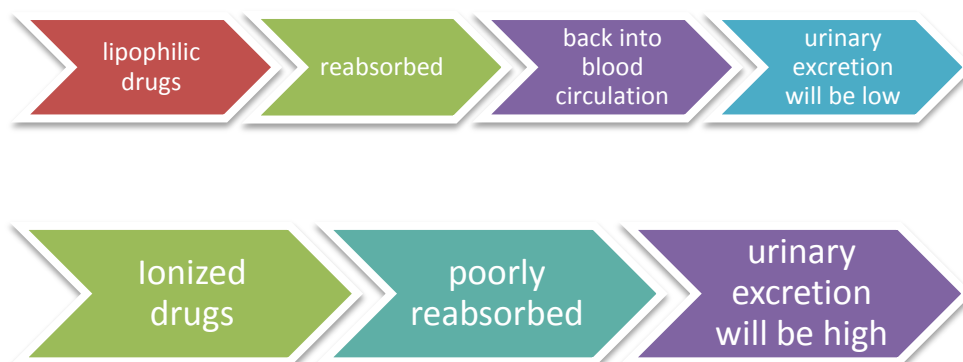 lipophilic
drugs
reabsorbed
back into
blood
circulation
urinary
excretion
will be low
Ionized
drugs
poorly
reabsorbed
urinary
excretion
will be high